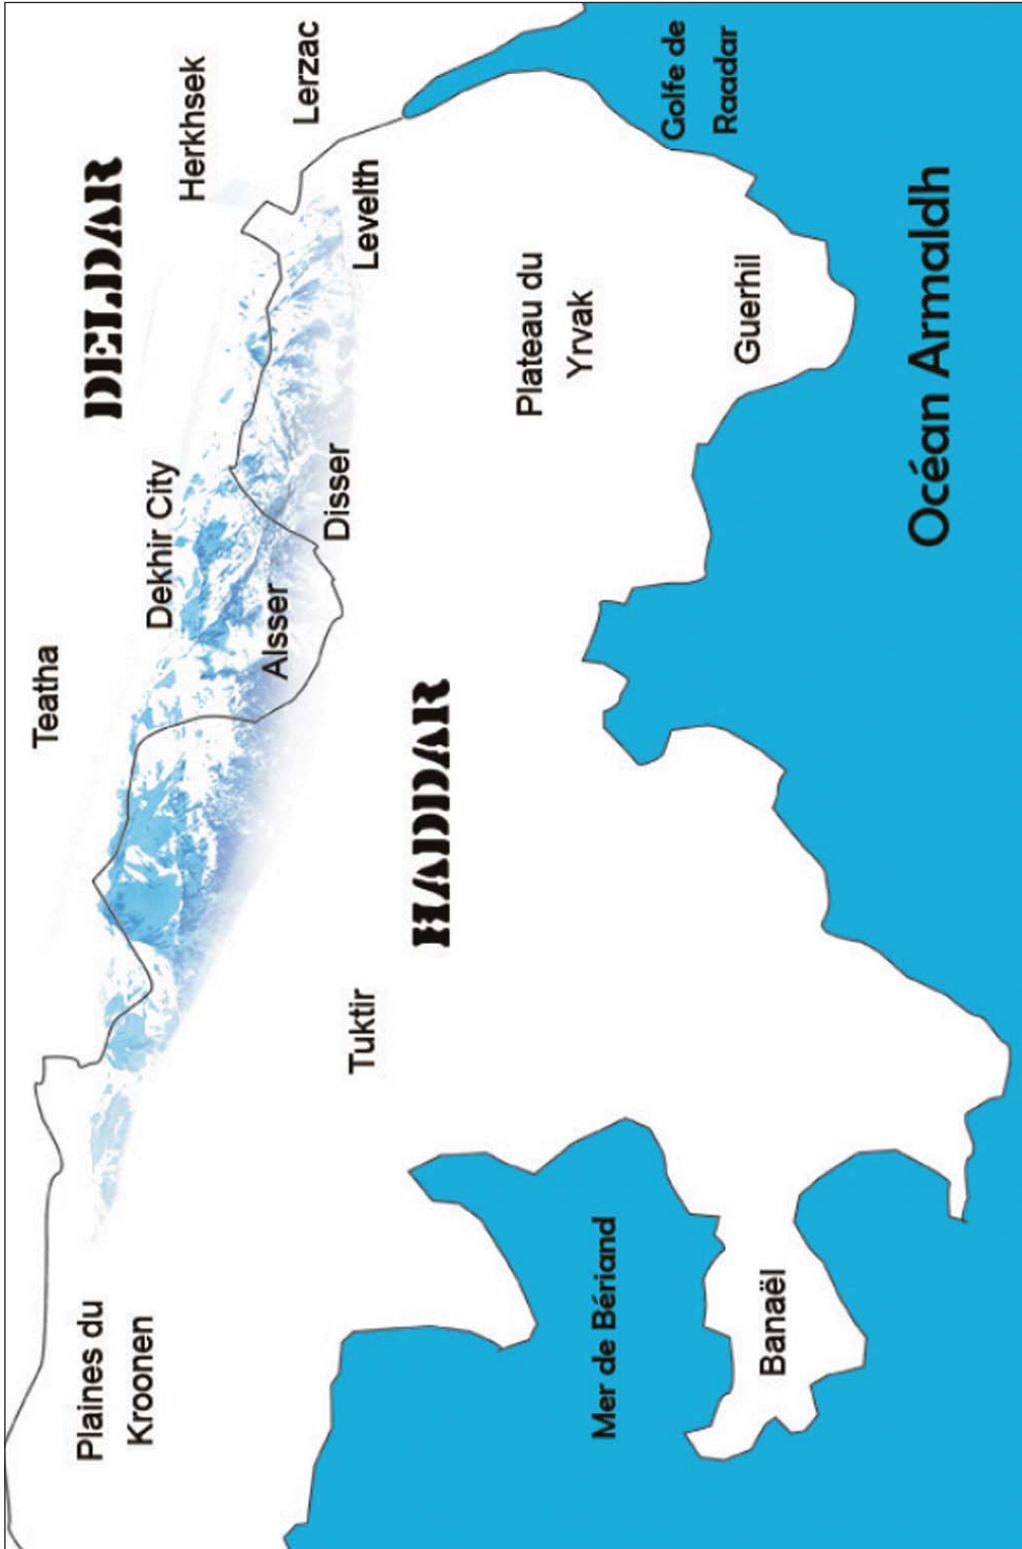 Teatha
Plaines du
Kroonen
DELDAR
Dekhir City
Herkhsek
Alsser
Lerzac
Disser
Tuktir
Levelth
HADDAR
Plateau du
Yrvak
Mer de Bériand
Golfe de
Raadar
Guerhil
Banaël
Océan Armaldh